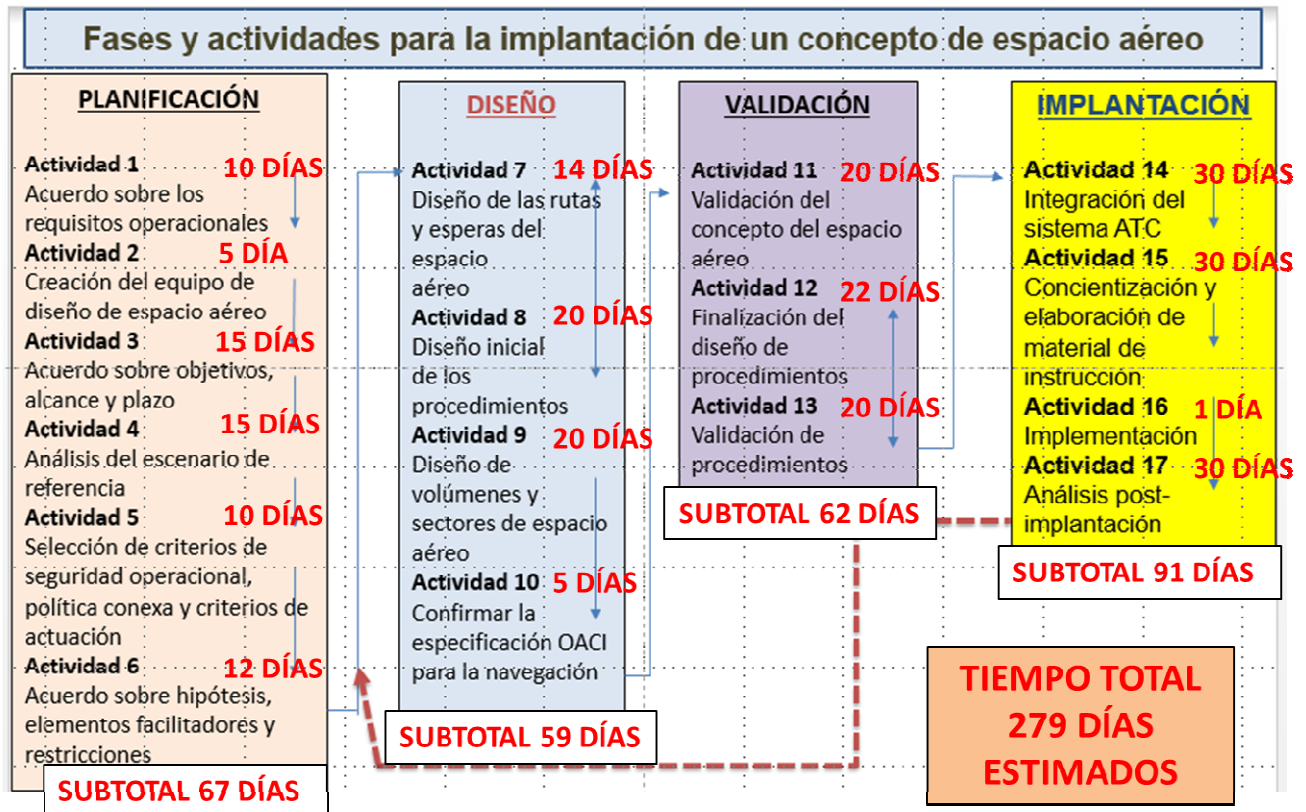 Fases y actividades para la implantación de un concepto de espacio aéreo
PLANIFICACIÓN
Actividad 1 10 DÍAS
Acuerdo sobre los
requisitos operacionales
Actividad 2 5 DÍA
Creación del equipo de
diseño de espacio aéreo
Actividad 3 15 DÍAS
Acuerdo sobre objetivos,
alcance y plazo
Actividad 4 15 DÍAS
Análisis del escenario de
referencia
Actividad 5 10 DÍAS
Selección de criterios de
seguridad operacional,
política conexa y criterios de
actuación
Actividad 6 12 DÍAS
Acuerdo sobre hipótesis,
elementos facilitadores y
restricciones
SUBTOTAL 67 DÍAS
DISEÑO
Actividad 7 14 DÍAS
Diseño de las rutas
y esperas del
espacio
aéreo
Actividad 8 20 DÍAS
Diseño inicial
de los
procedimientos
Actividad 9 20 DÍAS
Diseño de
volúmenes y
sectores de espacio
aéreo
Actividad 10 5 DÍAS
Confirmar la
especificación OACI
para la navegación
SUBTOTAL 59 DÍAS
VALIDACIÓN
Actividad 11 20 DÍAS
Validación del
concepto del espacio
aéreo
Actividad 12 22 DÍAS
Finalización del
diseño de
procedimientos
Actividad 13 20 DÍAS
Validación de
procedimientos
SUBTOTAL 62 DÍAS
IMPLANTACIÓN
Actividad 14 30 DÍAS
Integración del
sistema ATC
Actividad 15 30 DÍAS
Concientización y
elaboración de
material de
instrucción
Actividad 16 1 DÍA
Implementación
Actividad 17 30 DÍAS
Análisis post-
implantación
SUBTOTAL 91 DÍAS
TIEMPO TOTAL
279 DÍAS
ESTIMADOS